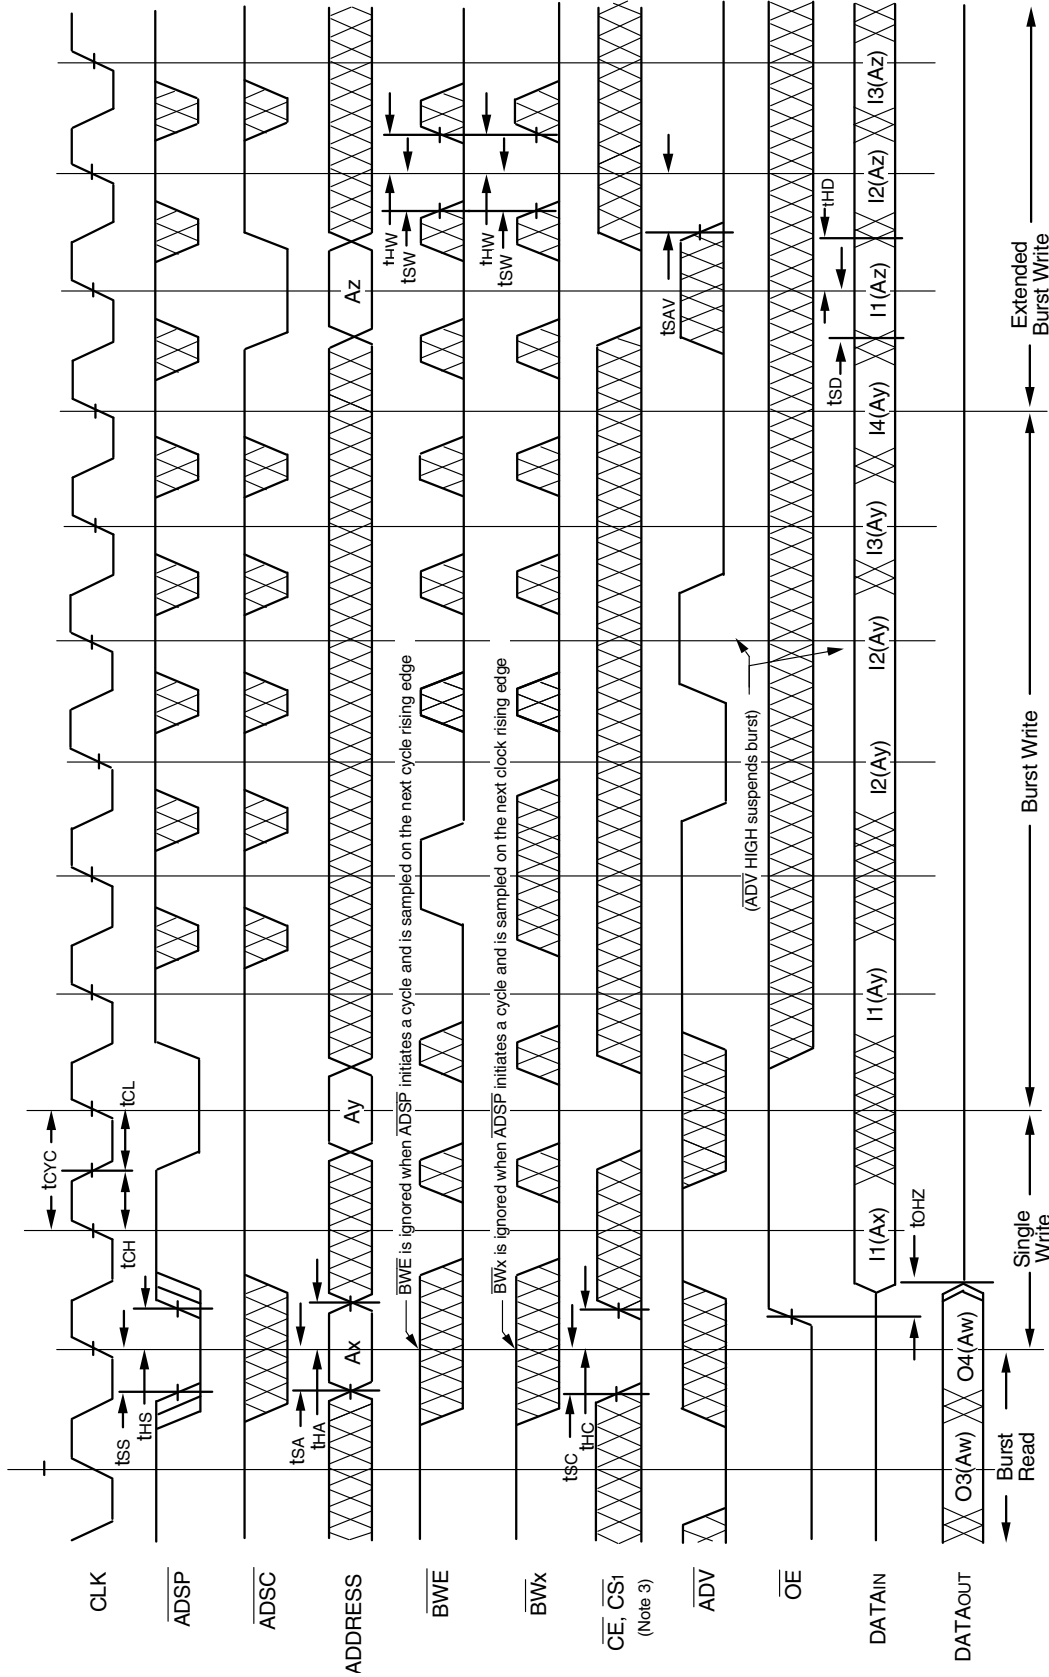 CLK
tCYC
tCH
tCL
ADSP
tSS
tHS
ADSC
ADDRESS
tSA
tHA
Ax
Ay
Az
BWE
BWE is ignored when ADSP initiates a cycle and is sampled on the next cycle rising edge
tHW
tSW
BWx
BWx is ignored when ADSP initiates a cycle and is sampled on the next clock rising edge
tHW
tSW
CE, CS1
(Note 3)
tSC
tHC
ADV
tSAV
(ADV HIGH suspends burst)
OE
DATAIN
I1(Ax)
I1(Ay)
I2(Ay)
I2(Ay)
I3(Ay)
I4(Ay)
I1(Az)
I2(Az)
I3(Az)
tSD
tHD
tOHZ
DATAOUT
O3(Aw)
O4(Aw)
Burst
Read
Single
Write
Burst Write
Extended
Burst Write